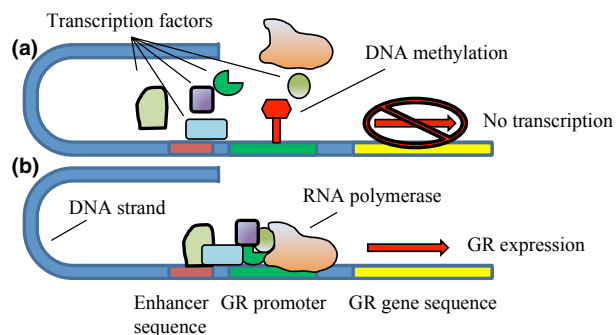 Transcription factors
(a)
DNA methylation
No transcription
(b)
DNA strand
RNA polymerase
GR expression
Enhancer
sequence
GR promoter
GR gene sequence